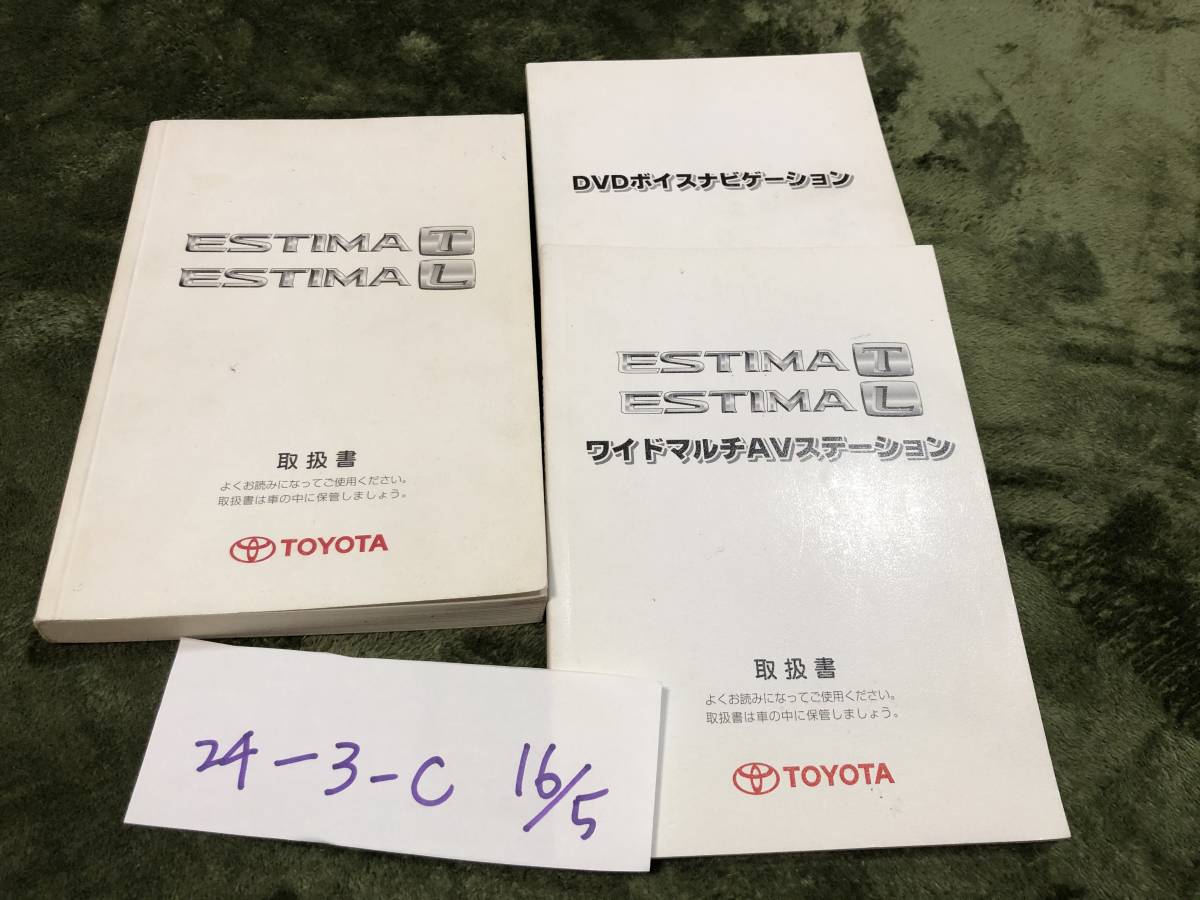 ESTIMA T
ESTIMA L
取扱書
よくお読みになってご使用ください。
取扱書は車の中に保管しましょう。
TOYOTA
DVDボイスナビゲーション
ESTIMA T
ESTIMA L
ワイドマルチAVステーション
取扱書
よくお読みになってご使用ください。
取扱書は車の中に保管しましょう。
TOYOTA
24-3-C 16/5